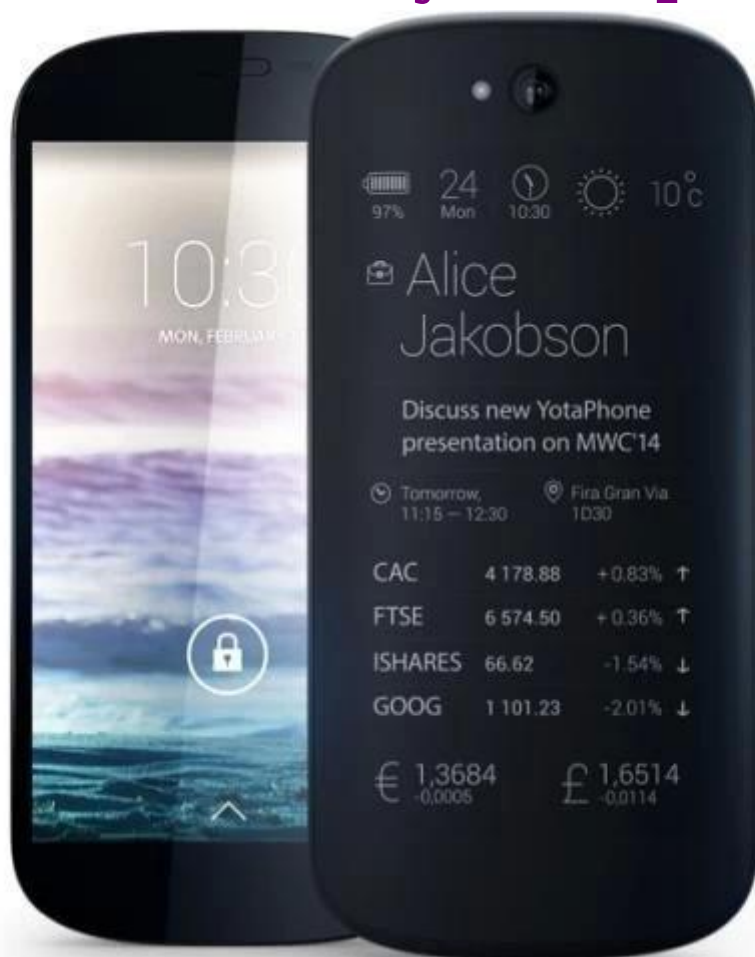 10:30
MON, FEBRUARY
97%
24
Mon
10:30
10°c
Alice
Jakobson
Discuss new YotaPhone
presentation on MWC'14
Tomorrow,
11:15 — 12:30
Fira Gran Via
1D30
CAC 4 178.88 +0.83% ↑
FTSE 6 574.50 +0.36% ↑
ISHARES 66.62 -1.54% ↓
GOOG 1 101.23 -2.01% ↓
€ 1,3684
-0,0005
£ 1,6514
-0,0114